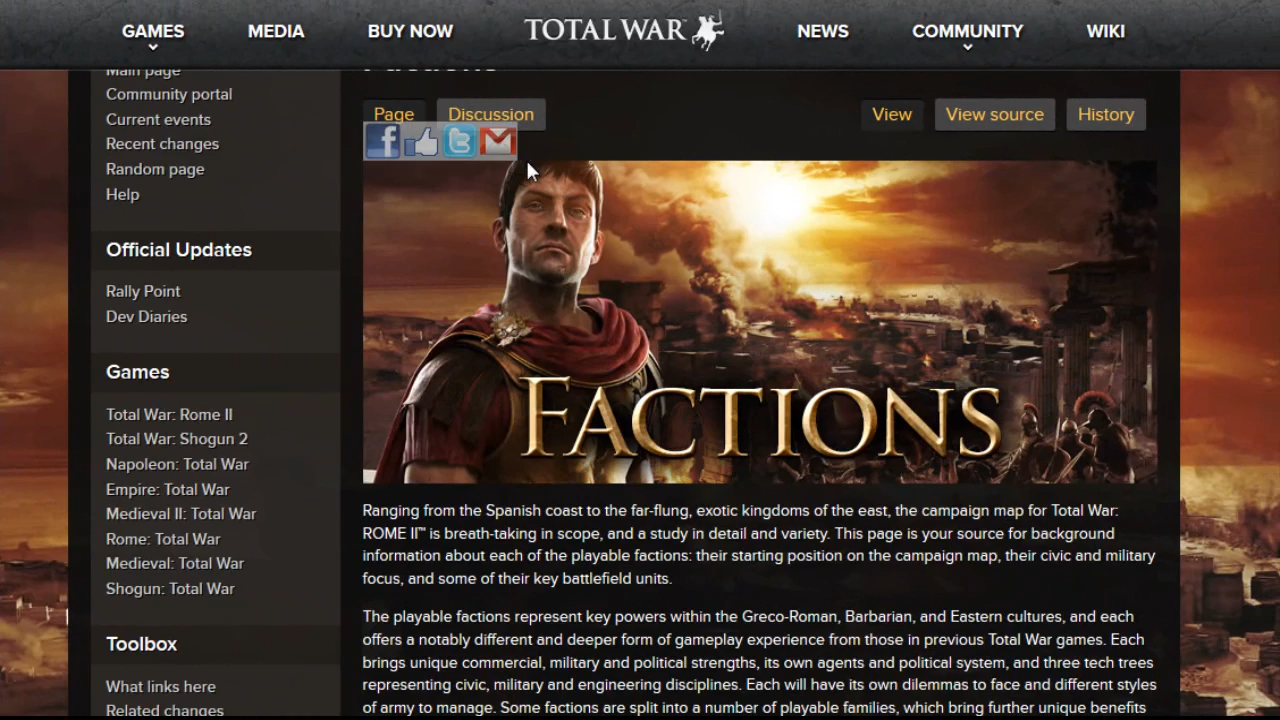 GAMES
MEDIA
BUY NOW
TOTAL WAR™
NEWS
COMMUNITY
WIKI
Main page
Community portal
Current events
Recent changes
Random page
Help
Official Updates
Rally Point
Dev Diaries
Games
Total War: Rome II
Total War: Shogun 2
Napoleon: Total War
Empire: Total War
Medieval II: Total War
Rome: Total War
Medieval: Total War
Shogun: Total War
Toolbox
What links here
Related changes
Factions
Page
Discussion
View
View source
History
FACTIONS
Ranging from the Spanish coast to the far-flung, exotic kingdoms of the east, the campaign map for Total War:
ROME II™ is breath-taking in scope, and a study in detail and variety. This page is your source for background
information about each of the playable factions: their starting position on the campaign map, their civic and military
focus, and some of their key battlefield units.
The playable factions represent key powers within the Greco-Roman, Barbarian, and Eastern cultures, and each
offers a notably different and deeper form of gameplay experience from those in previous Total War games. Each
brings unique commercial, military and political strengths, its own agents and political system, and three tech trees
representing civic, military and engineering disciplines. Each will have its own dilemmas to face and different styles
of army to manage. Some factions are split into a number of playable families, which bring further unique benefits